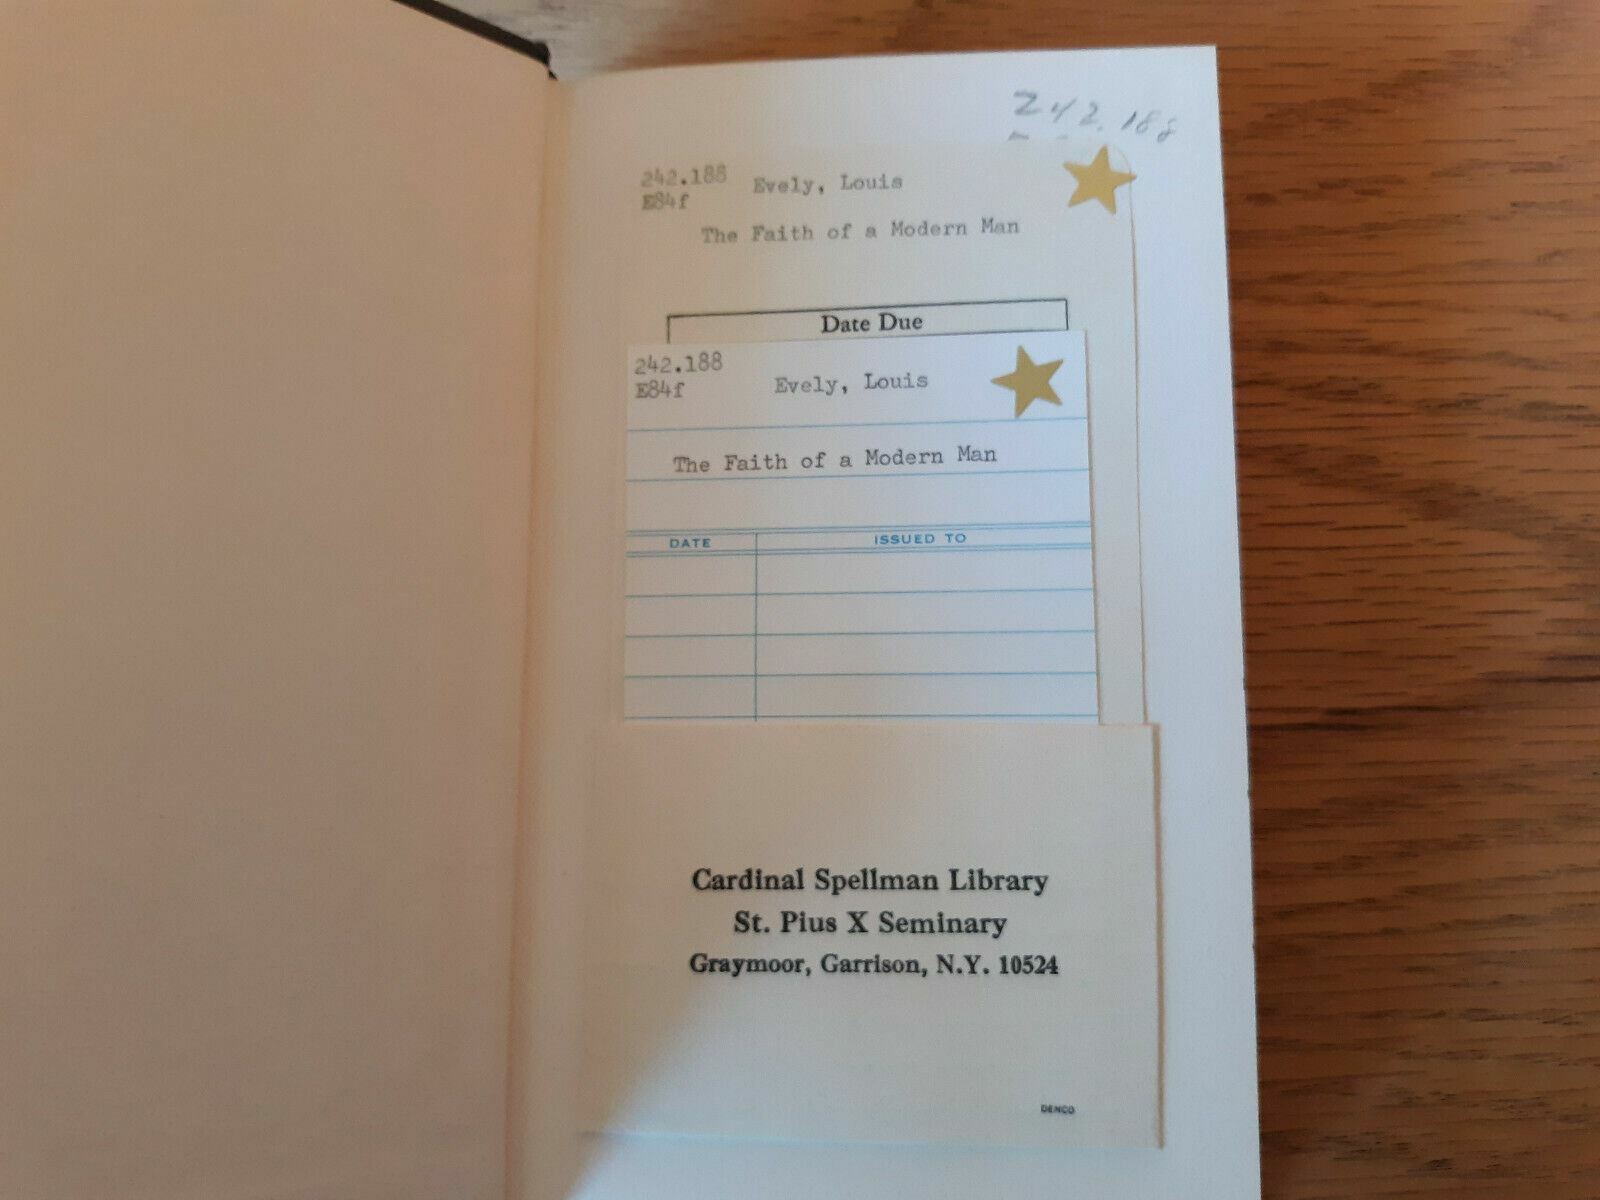 242.188
242.188 Evely, Louis
E84f
The Faith of a Modern Man
Date Due
242.188
E84f Evely, Louis
The Faith of a Modern Man
DATE ISSUED TO
Cardinal Spellman Library
St. Pius X Seminary
Graymoor, Garrison, N.Y. 10524
DEMCO